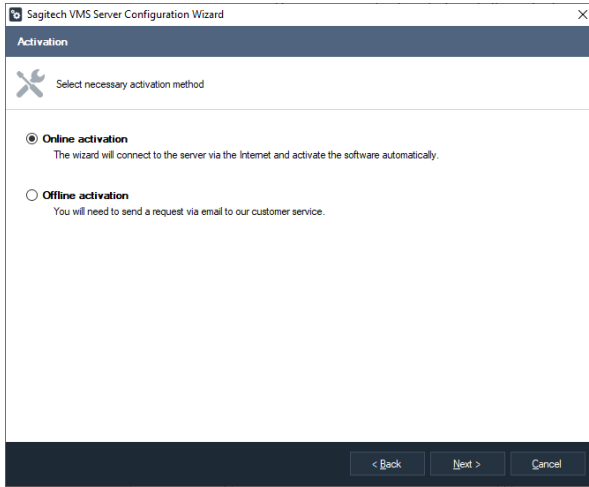 Sagitech VMS Server Configuration Wizard
Activation
Select necessary activation method
Online activation
The wizard will connect to the server via the Internet and activate the software automatically.
Offline activation
You will need to send a request via email to our customer service.
< Back Next > Cancel